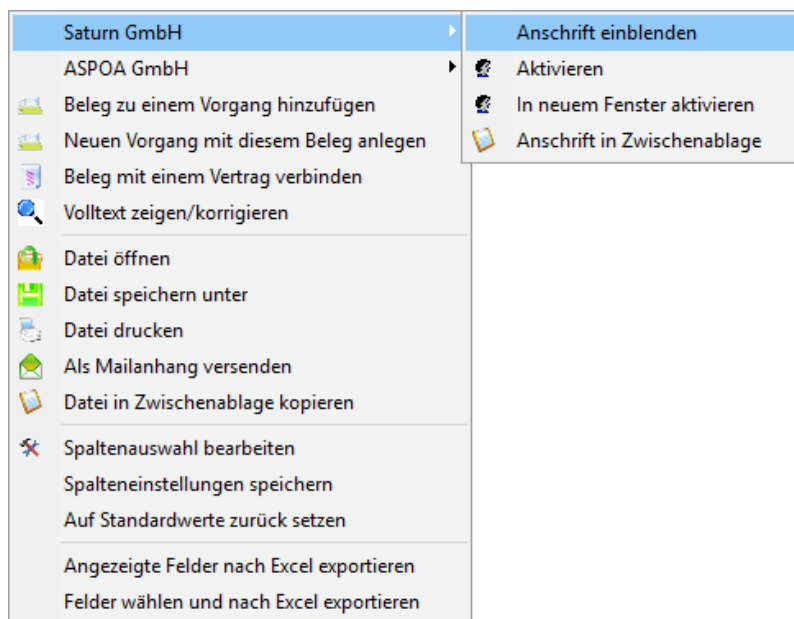 Saturn GmbH
ASPOA GmbH
Beleg zu einem Vorgang hinzufügen
Neuen Vorgang mit diesem Beleg anlegen
Beleg mit einem Vertrag verbinden
Volltext zeigen/korrigieren
Datei öffnen
Datei speichern unter
Datei drucken
Als Mailanhang versenden
Datei in Zwischenablage kopieren
Spaltenauswahl bearbeiten
Spalteneinstellungen speichern
Auf Standardwerte zurück setzen
Angezeigte Felder nach Excel exportieren
Felder wählen und nach Excel exportieren
Anschrift einblenden
Aktivieren
In neuem Fenster aktivieren
Anschrift in Zwischenablage